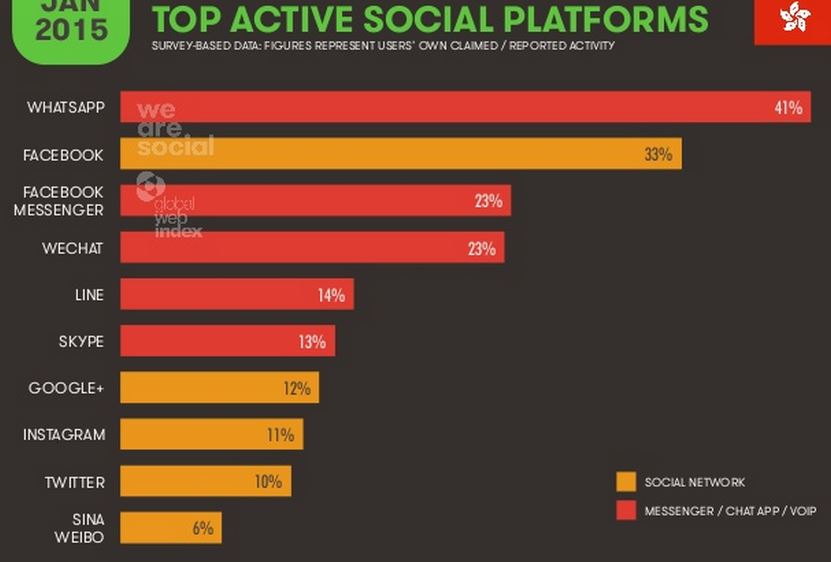 JAN
2015
TOP ACTIVE SOCIAL PLATFORMS
SURVEY-BASED DATA: FIGURES REPRESENT USERS' OWN CLAIMED / REPORTED ACTIVITY
WHATSAPP
41%
we
are
social
FACEBOOK
33%
FACEBOOK
MESSENGER
23%
global
web
index
WECHAT
23%
LINE
14%
SKYPE
13%
GOOGLE+
12%
INSTAGRAM
11%
TWITTER
10%
SINA
WEIBO
6%
SOCIAL NETWORK
MESSENGER / CHAT APP / VOIP